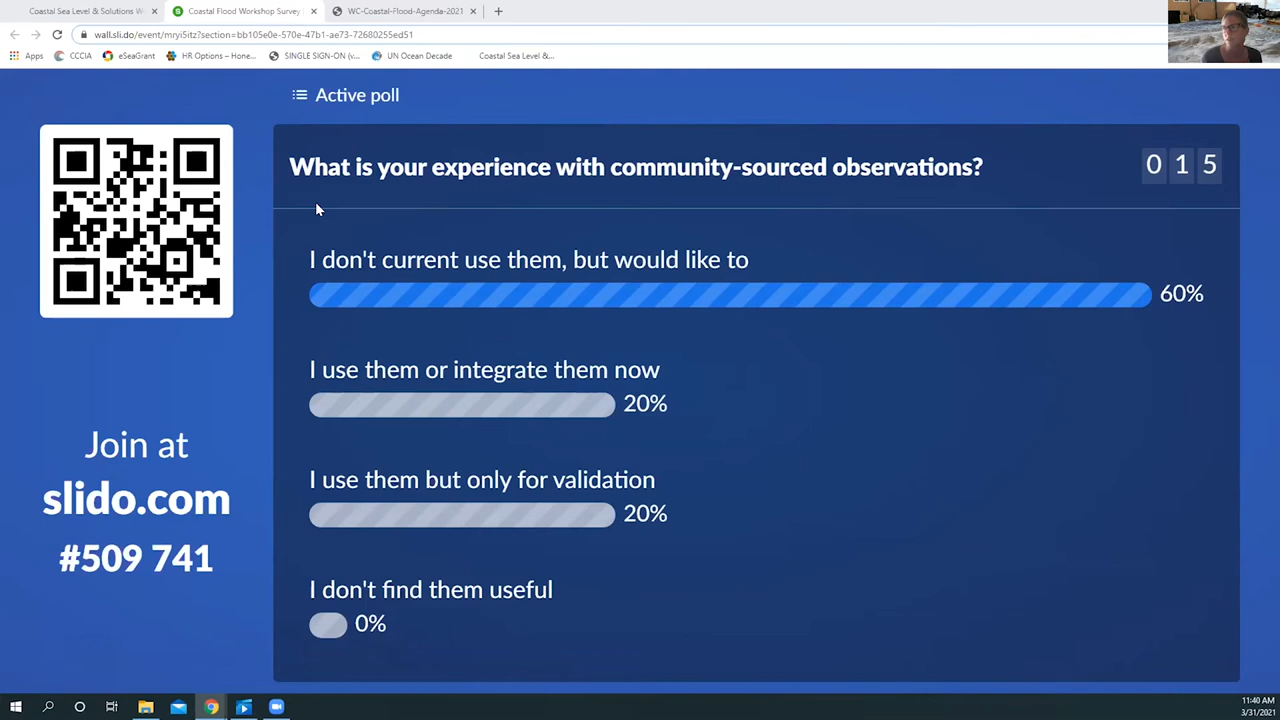 Coastal Sea Level & Solutions W
Coastal Flood Workshop Survey
WC-Coastal-Flood-Agenda-2021
wall.sli.do/event/mryi5itz?section=bb105e0e-570e-47b1-ae73-72680255ed51
Apps
CCCIA
eSeaGrant
HR Options – Hone...
SINGLE SIGN-ON (v...
UN Ocean Decade
Coastal Sea Level &...
Active poll
What is your experience with community-sourced observations?
0 1 5
I don't current use them, but would like to
60%
I use them or integrate them now
20%
I use them but only for validation
20%
I don't find them useful
0%
Join at
slido.com
#509 741
11:40 AM
3/31/2021